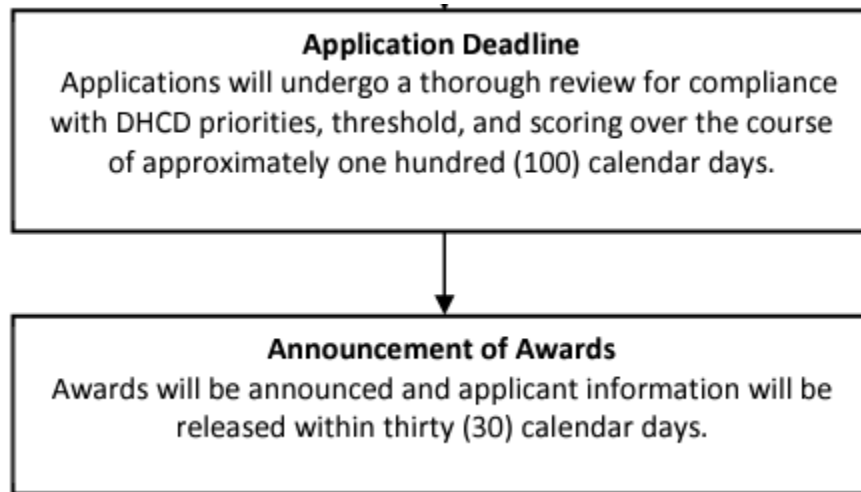 Application Deadline
Applications will undergo a thorough review for compliance
with DHCD priorities, threshold, and scoring over the course
of approximately one hundred (100) calendar days.
Announcement of Awards
Awards will be announced and applicant information will be
released within thirty (30) calendar days.